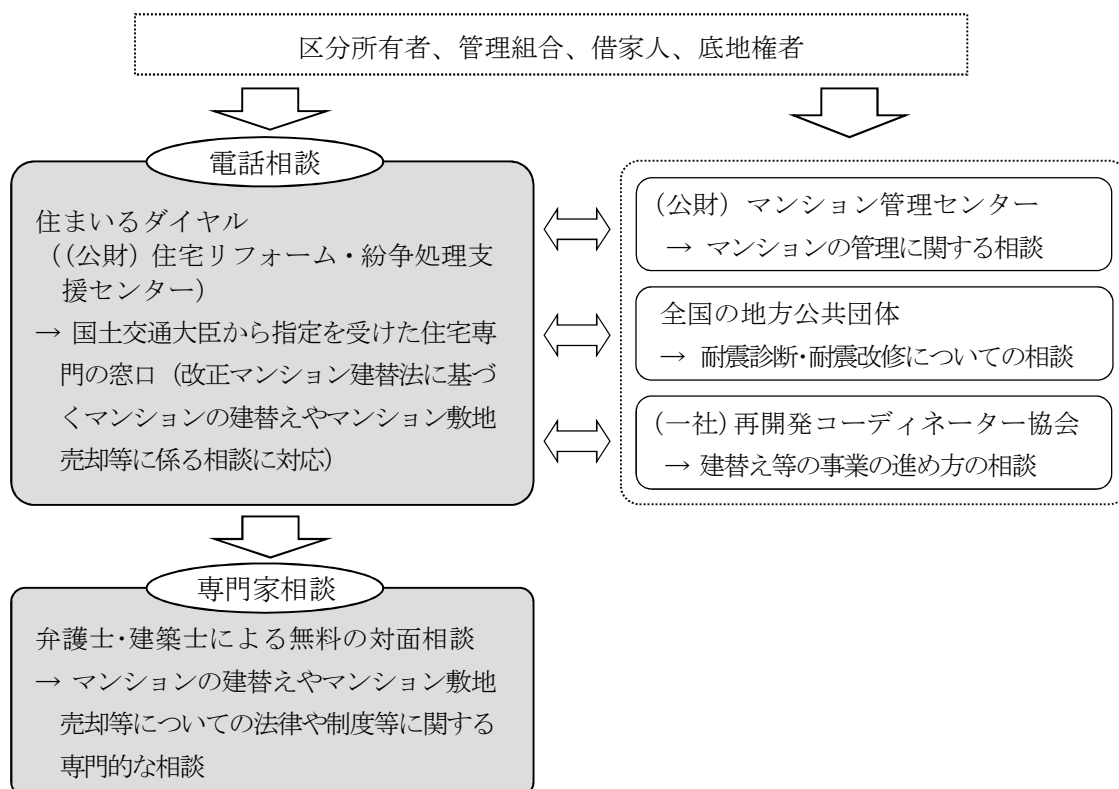 区分所有者、管理組合、借家人、底地権者
電話相談
住まいるダイヤル
((公財)住宅リフォーム・紛争処理支
援センター)
→ 国土交通大臣から指定を受けた住宅専
門の窓口(改正マンション建替法に基づ
くマンションの建替えやマンション敷地
売却等に係る相談に対応)
(公財)マンション管理センター
→ マンションの管理に関する相談
全国の地方公共団体
→ 耐震診断・耐震改修についての相談
(一社)再開発コーディネーター協会
→ 建替え等の事業の進め方の相談
専門家相談
弁護士・建築士による無料の対面相談
→ マンションの建替えやマンション敷地
売却等についての法律や制度等に関する
専門的な相談